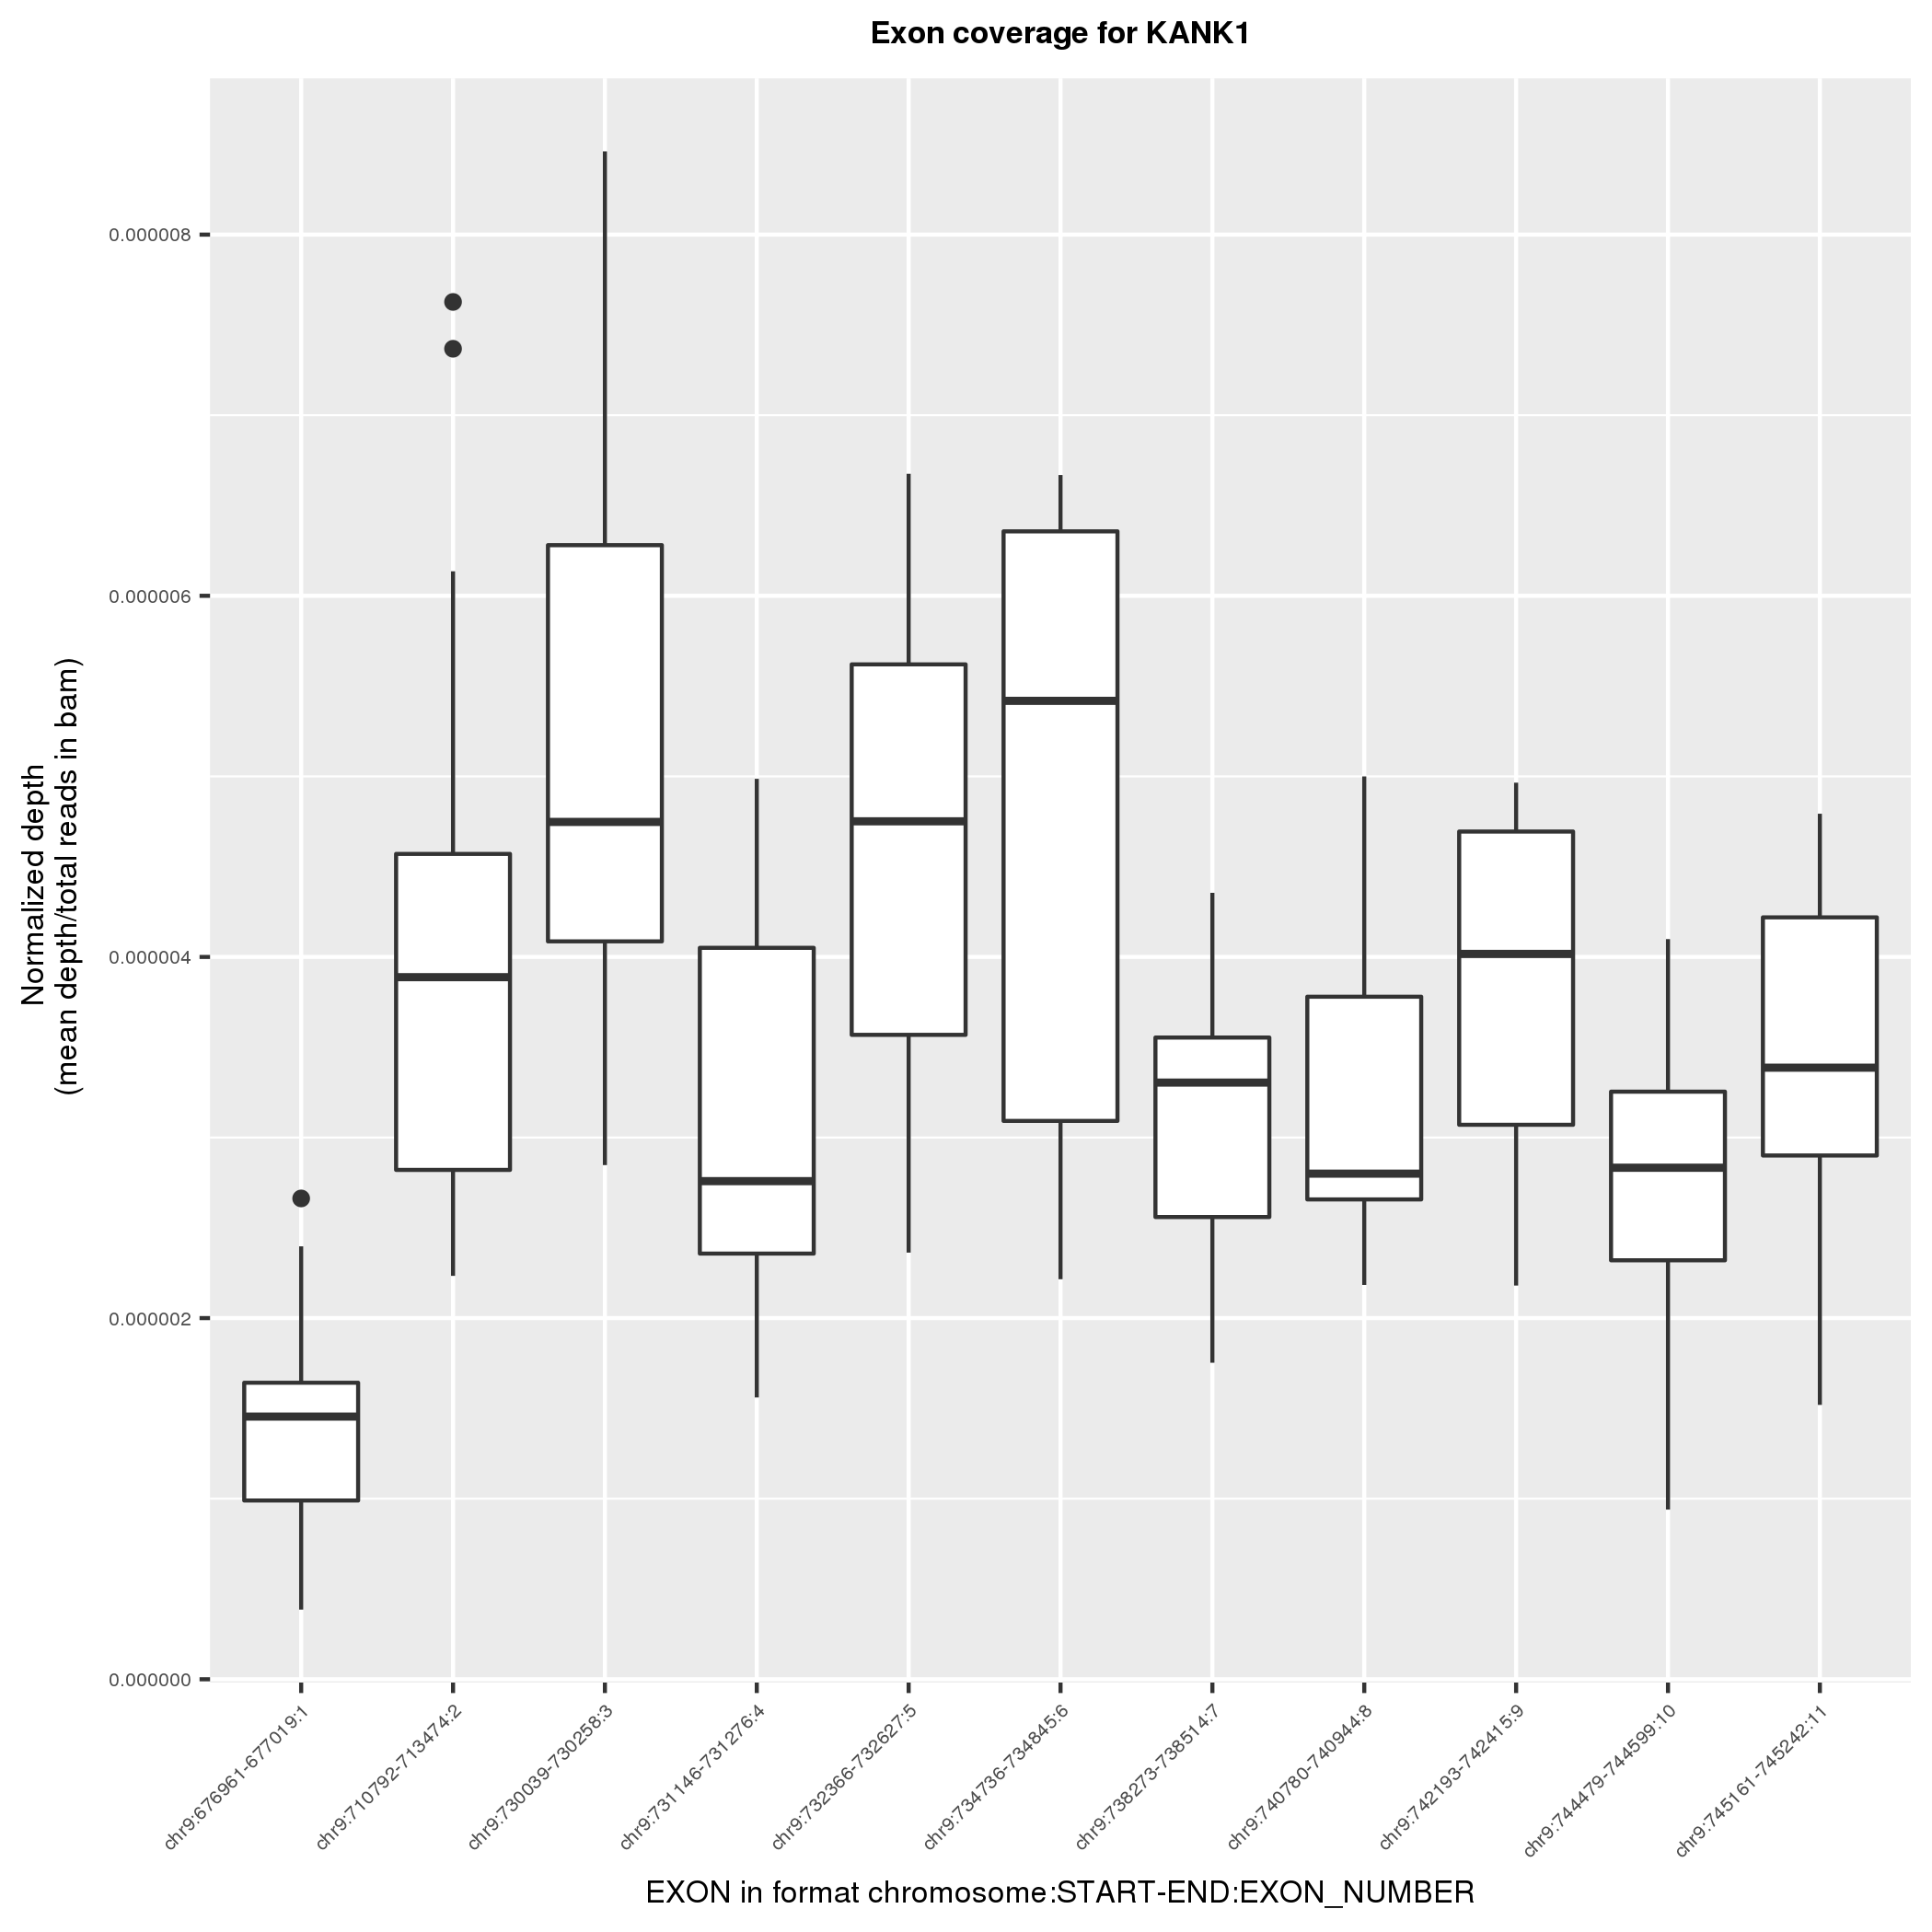 Exon coverage for KANK1
Normalized depth
(mean depth/total reads in bam)
0.000008
0.000006
0.000004
0.000002
0.000000
chr9:676961-677019:1
chr9:710792-713474:2
chr9:730039-730258:3
chr9:731146-731276:4
chr9:732366-732627:5
chr9:734736-734845:6
chr9:738273-738514:7
chr9:740780-740944:8
chr9:742193-742415:9
chr9:744479-744599:10
chr9:745161-745242:11
EXON in format chromosome:START-END:EXON_NUMBER